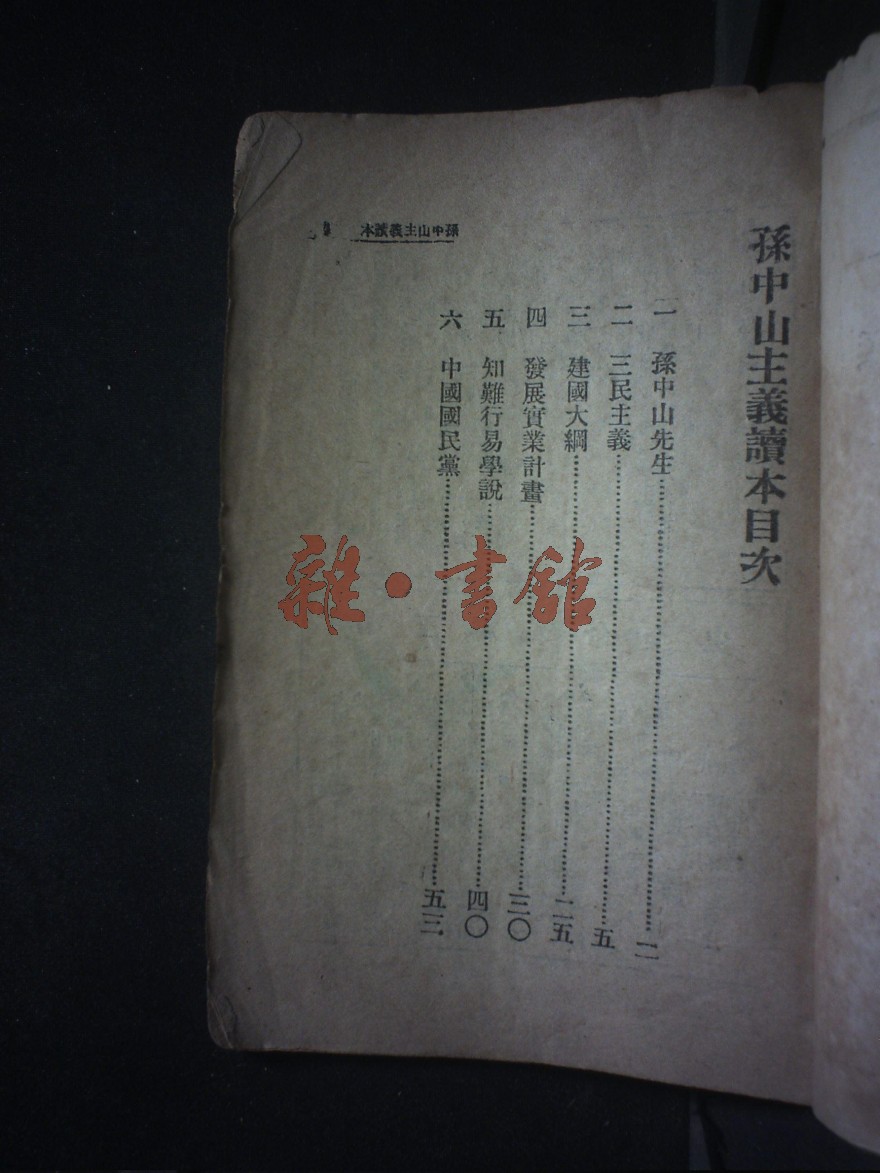 孫中山主義讀本目次
一 孫中山先生……一
二 三民主義……五
三 建國大綱……二五
四 發展實業計畫……三〇
五 知難行易學說……四〇
六 中國國民黨……五三
孫中山主義讀本
雜·書館